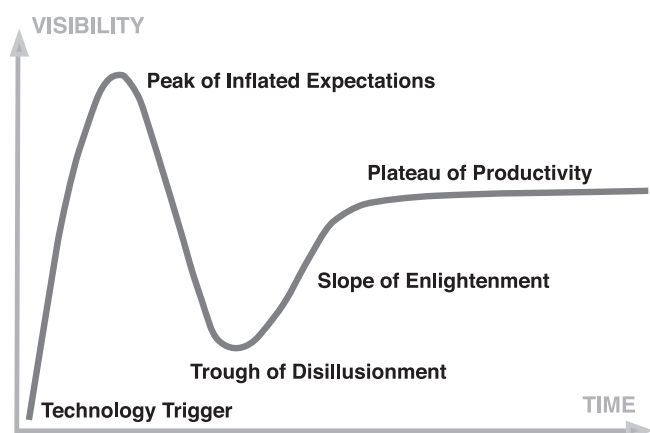 VISIBILITY
Peak of Inflated Expectations
Plateau of Productivity
Slope of Enlightenment
Trough of Disillusionment
TIME
Technology Trigger